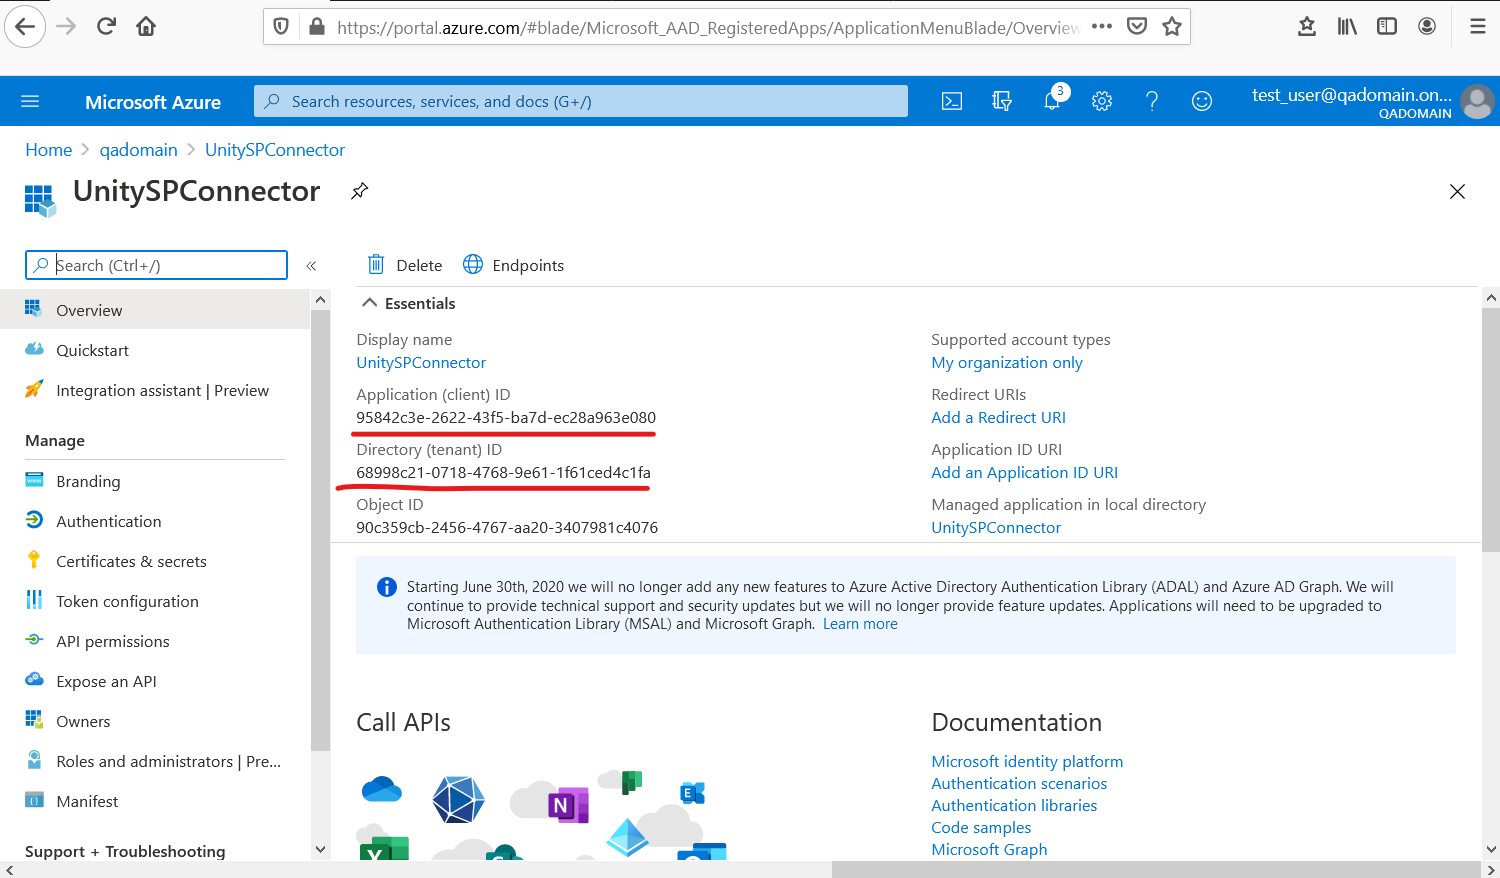 https://portal.azure.com/#blade/Microsoft_AAD_RegisteredApps/ApplicationMenuBlade/Overview
Microsoft Azure
Search resources, services, and docs (G+/)
3
test_user@qadomain.on...
QADOMAIN
Home > qadomain > UnitySPConnector
UnitySPConnector
Search (Ctrl+/)
«
Delete
Endpoints
Overview
Quickstart
Integration assistant | Preview
Manage
Branding
Authentication
Certificates & secrets
Token configuration
API permissions
Expose an API
Owners
Roles and administrators | Pre...
Manifest
Support + Troubleshooting
Essentials
Display name
UnitySPConnector
Application (client) ID
95842c3e-2622-43f5-ba7d-ec28a963e080
Directory (tenant) ID
68998c21-0718-4768-9e61-1f61ced4c1fa
Object ID
90c359cb-2456-4767-aa20-3407981c4076
Supported account types
My organization only
Redirect URIs
Add a Redirect URI
Application ID URI
Add an Application ID URI
Managed application in local directory
UnitySPConnector
Starting June 30th, 2020 we will no longer add any new features to Azure Active Directory Authentication Library (ADAL) and Azure AD Graph. We will
continue to provide technical support and security updates but we will no longer provide feature updates. Applications will need to be upgraded to
Microsoft Authentication Library (MSAL) and Microsoft Graph. Learn more
Call APIs
N
E
X
Documentation
Microsoft identity platform
Authentication scenarios
Authentication libraries
Code samples
Microsoft Graph